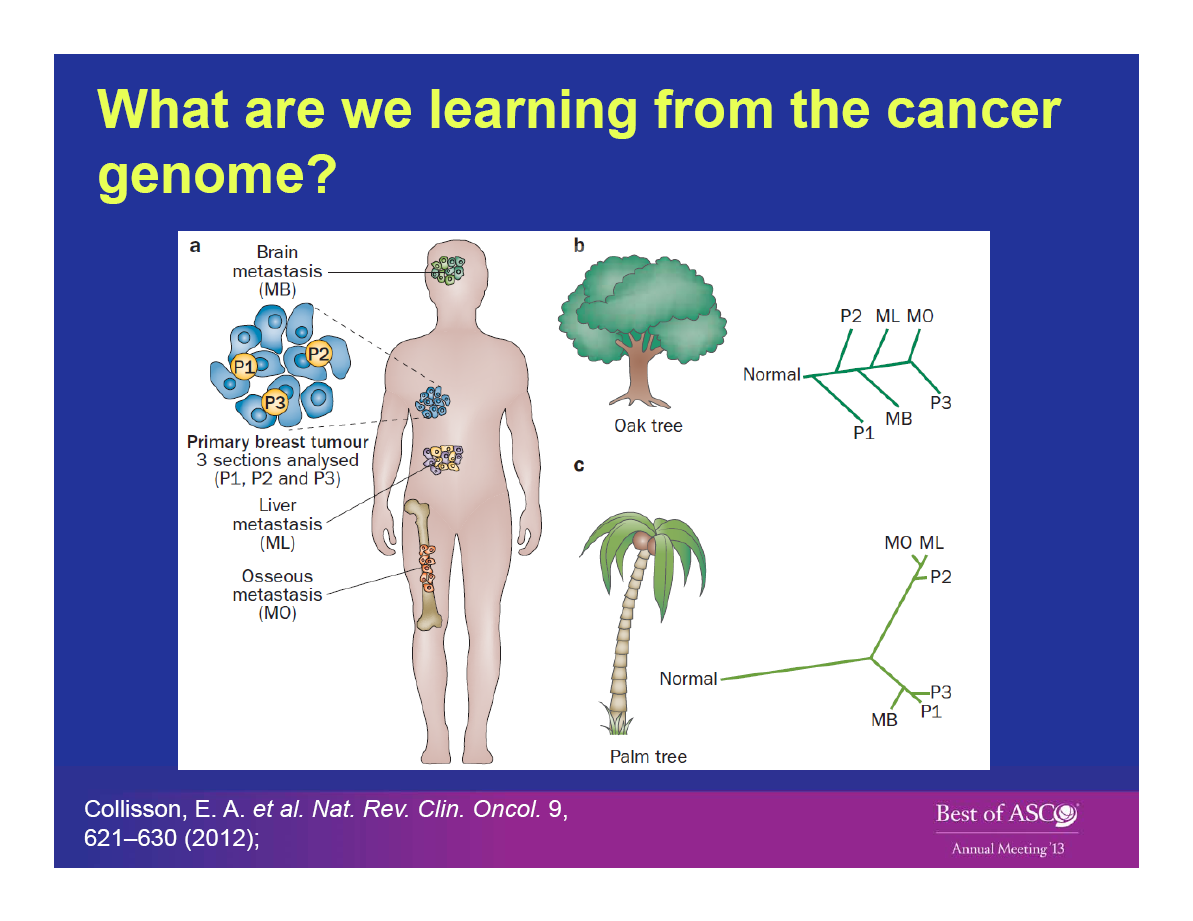 What are we learning from the cancer
genome?
a
Brain
metastasis
(MB)
P1
P2
P3
Primary breast tumour
3 sections analysed
(P1, P2 and P3)
Liver
metastasis
(ML)
Osseous
metastasis
(MO)
b
Oak tree
P2 ML MO
Normal
P3
MB
P1
c
Palm tree
MO ML
P2
Normal
P3
P1
MB
Collisson, E. A. et al. Nat. Rev. Clin. Oncol. 9,
621–630 (2012);
Best of ASCO
Annual Meeting '13